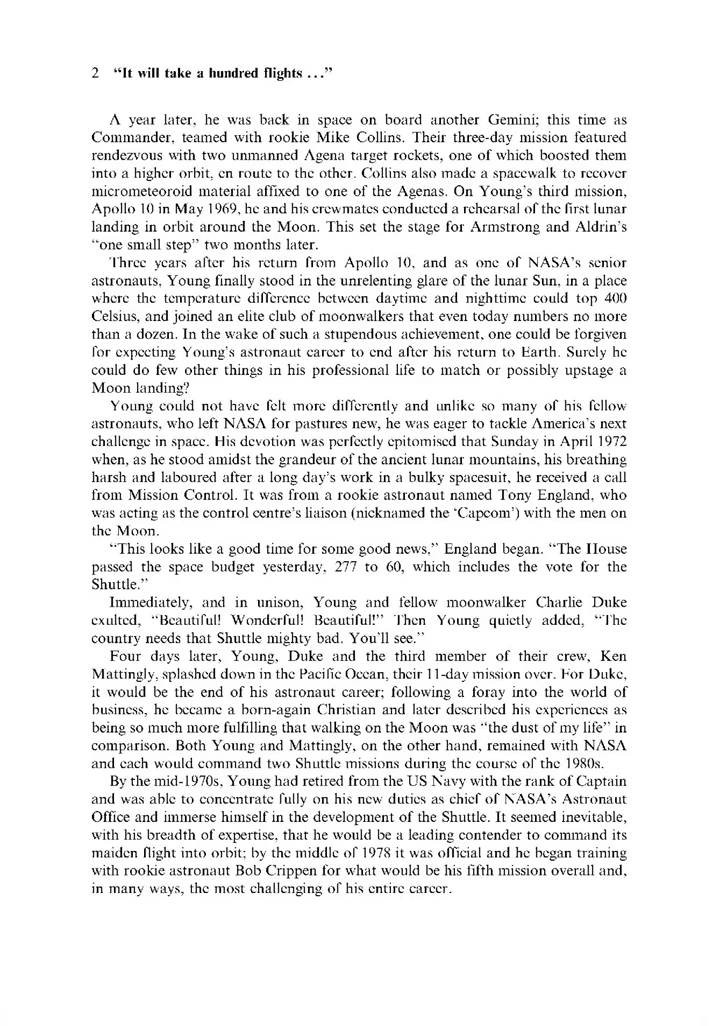 2 “It will take a hundred flights ...”
A year later, he was back in space on board another Gemini; this time as
Commander, teamed with rookie Mike Collins. Their three-day mission featured
rendezvous with two unmanned Agena target rockets, one of which boosted them
into a higher orbit, en route to the other. Collins also made a spacewalk to recover
micrometeoroid material affixed to one of the Agenas. On Young’s third mission,
Apollo 10 in May 1969, he and his crewmates conducted a rehearsal of the first lunar
landing in orbit around the Moon. This set the stage for Armstrong and Aldrin’s
“one small step” two months later.
Three years after his return from Apollo 10, and as one of NASA’s senior
astronauts, Young finally stood in the unrelenting glare of the lunar Sun, in a place
where the temperature difference between daytime and nighttime could top 400
Celsius, and joined an elite club of moonwalkers that even today numbers no more
than a dozen. In the wake of such a stupendous achievement, one could be forgiven
for expecting Young’s astronaut career to end after his return to Earth. Surely he
could do few other things in his professional life to match or possibly upstage a
Moon landing?
Young could not have felt more differently and unlike so many of his fellow
astronauts, who left NASA for pastures new, he was eager to tackle America’s next
challenge in space. His devotion was perfectly epitomised that Sunday in April 1972
when, as he stood amidst the grandeur of the ancient lunar mountains, his breathing
harsh and laboured after a long day’s work in a bulky spacesuit, he received a call
from Mission Control. It was from a rookie astronaut named Tony England, who
was acting as the control centre’s liaison (nicknamed the ‘Capcom’) with the men on
the Moon.
“This looks like a good time for some good news,” England began. “The House
passed the space budget yesterday, 277 to 60, which includes the vote for the
Shuttle.”
Immediately, and in unison, Young and fellow moonwalker Charlie Duke
exulted, “Beautiful! Wonderful! Beautiful!” Then Young quietly added, “The
country needs that Shuttle mighty bad. You’ll see.”
Four days later, Young, Duke and the third member of their crew, Ken
Mattingly, splashed down in the Pacific Ocean, their 11-day mission over. For Duke,
it would be the end of his astronaut career; following a foray into the world of
business, he became a born-again Christian and later described his experiences as
being so much more fulfilling that walking on the Moon was “the dust of my life” in
comparison. Both Young and Mattingly, on the other hand, remained with NASA
and each would command two Shuttle missions during the course of the 1980s.
By the mid-1970s, Young had retired from the US Navy with the rank of Captain
and was able to concentrate fully on his new duties as chief of NASA’s Astronaut
Office and immerse himself in the development of the Shuttle. It seemed inevitable,
with his breadth of expertise, that he would be a leading contender to command its
maiden flight into orbit; by the middle of 1978 it was official and he began training
with rookie astronaut Bob Crippen for what would be his fifth mission overall and,
in many ways, the most challenging of his entire career.